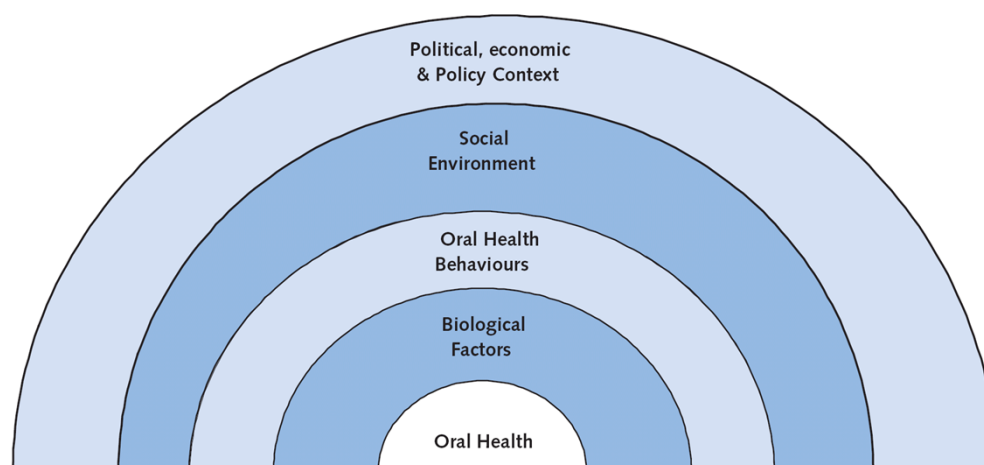 Political, economic
& Policy Context
Social
Environment
Oral Health
Behaviours
Biological
Factors
Oral Health